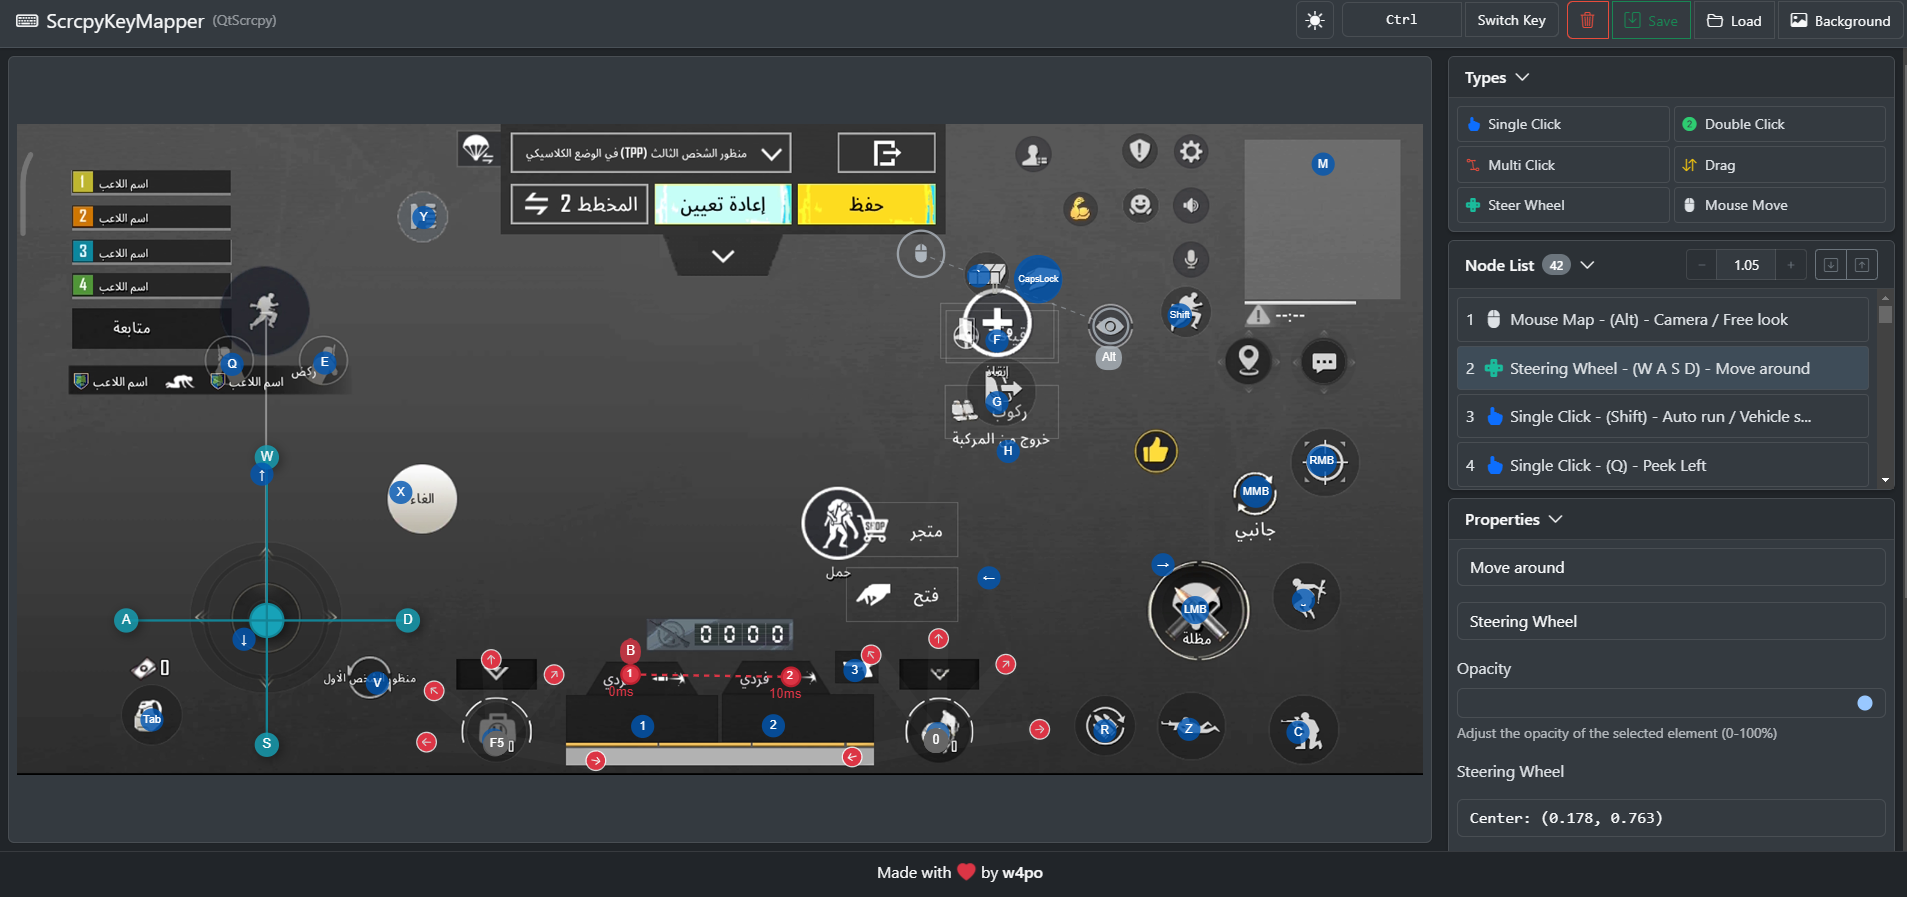 ScrcpyKeyMapper (QtScrcpy)
Ctrl
Switch Key
Save
Load
Background
منظور الشخص الثالث (TPP) في الوضع الكلاسيكي
المخطط 2
إعادة تعيين
حفظ
1 اسم اللاعب
2 اسم اللاعب
3 اسم اللاعب
4 اسم اللاعب
متابعة
اسم اللاعب
اسم اللاعب
ركض
Q
E
Y
M
CapsLock
Shift
--:--
F
Alt
إنقاذ
G
ركوب
خروج من المركبة
H
W
↑
X
الغاء
A
D
↓
S
RMB
MMB
جانبي
SHOP
متجر
حمل
فتح
←
→
LMB
مظلة
0 0 0 0
B
1
0ms
فردي
2
10ms
3
V
Tab
F5
1
2
0
R
Z
C
Types
Single Click
Double Click
Multi Click
Drag
Steer Wheel
Mouse Move
Node List 42
− 1.05 +
1 Mouse Map - (Alt) - Camera / Free look
2 Steering Wheel - (W A S D) - Move around
3 Single Click - (Shift) - Auto run / Vehicle s...
4 Single Click - (Q) - Peek Left
Properties
Move around
Steering Wheel
Opacity
Adjust the opacity of the selected element (0-100%)
Steering Wheel
Center: (0.178, 0.763)
Made with ❤ by w4po